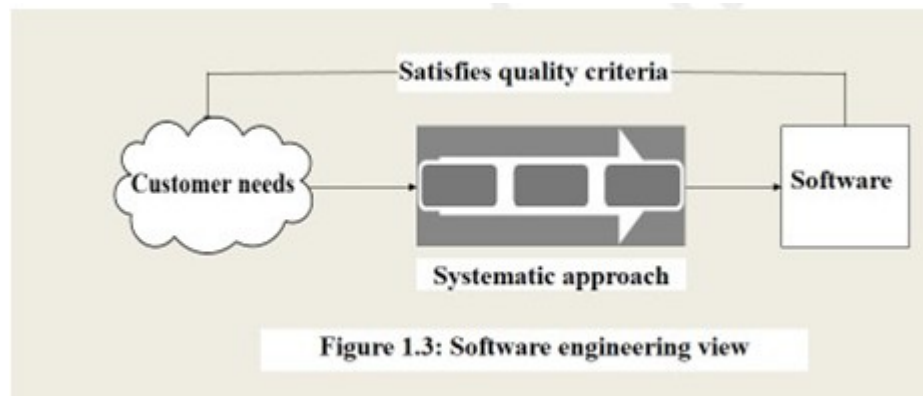 Satisfies quality criteria
Customer needs
Software
Systematic approach
Figure 1.3: Software engineering view